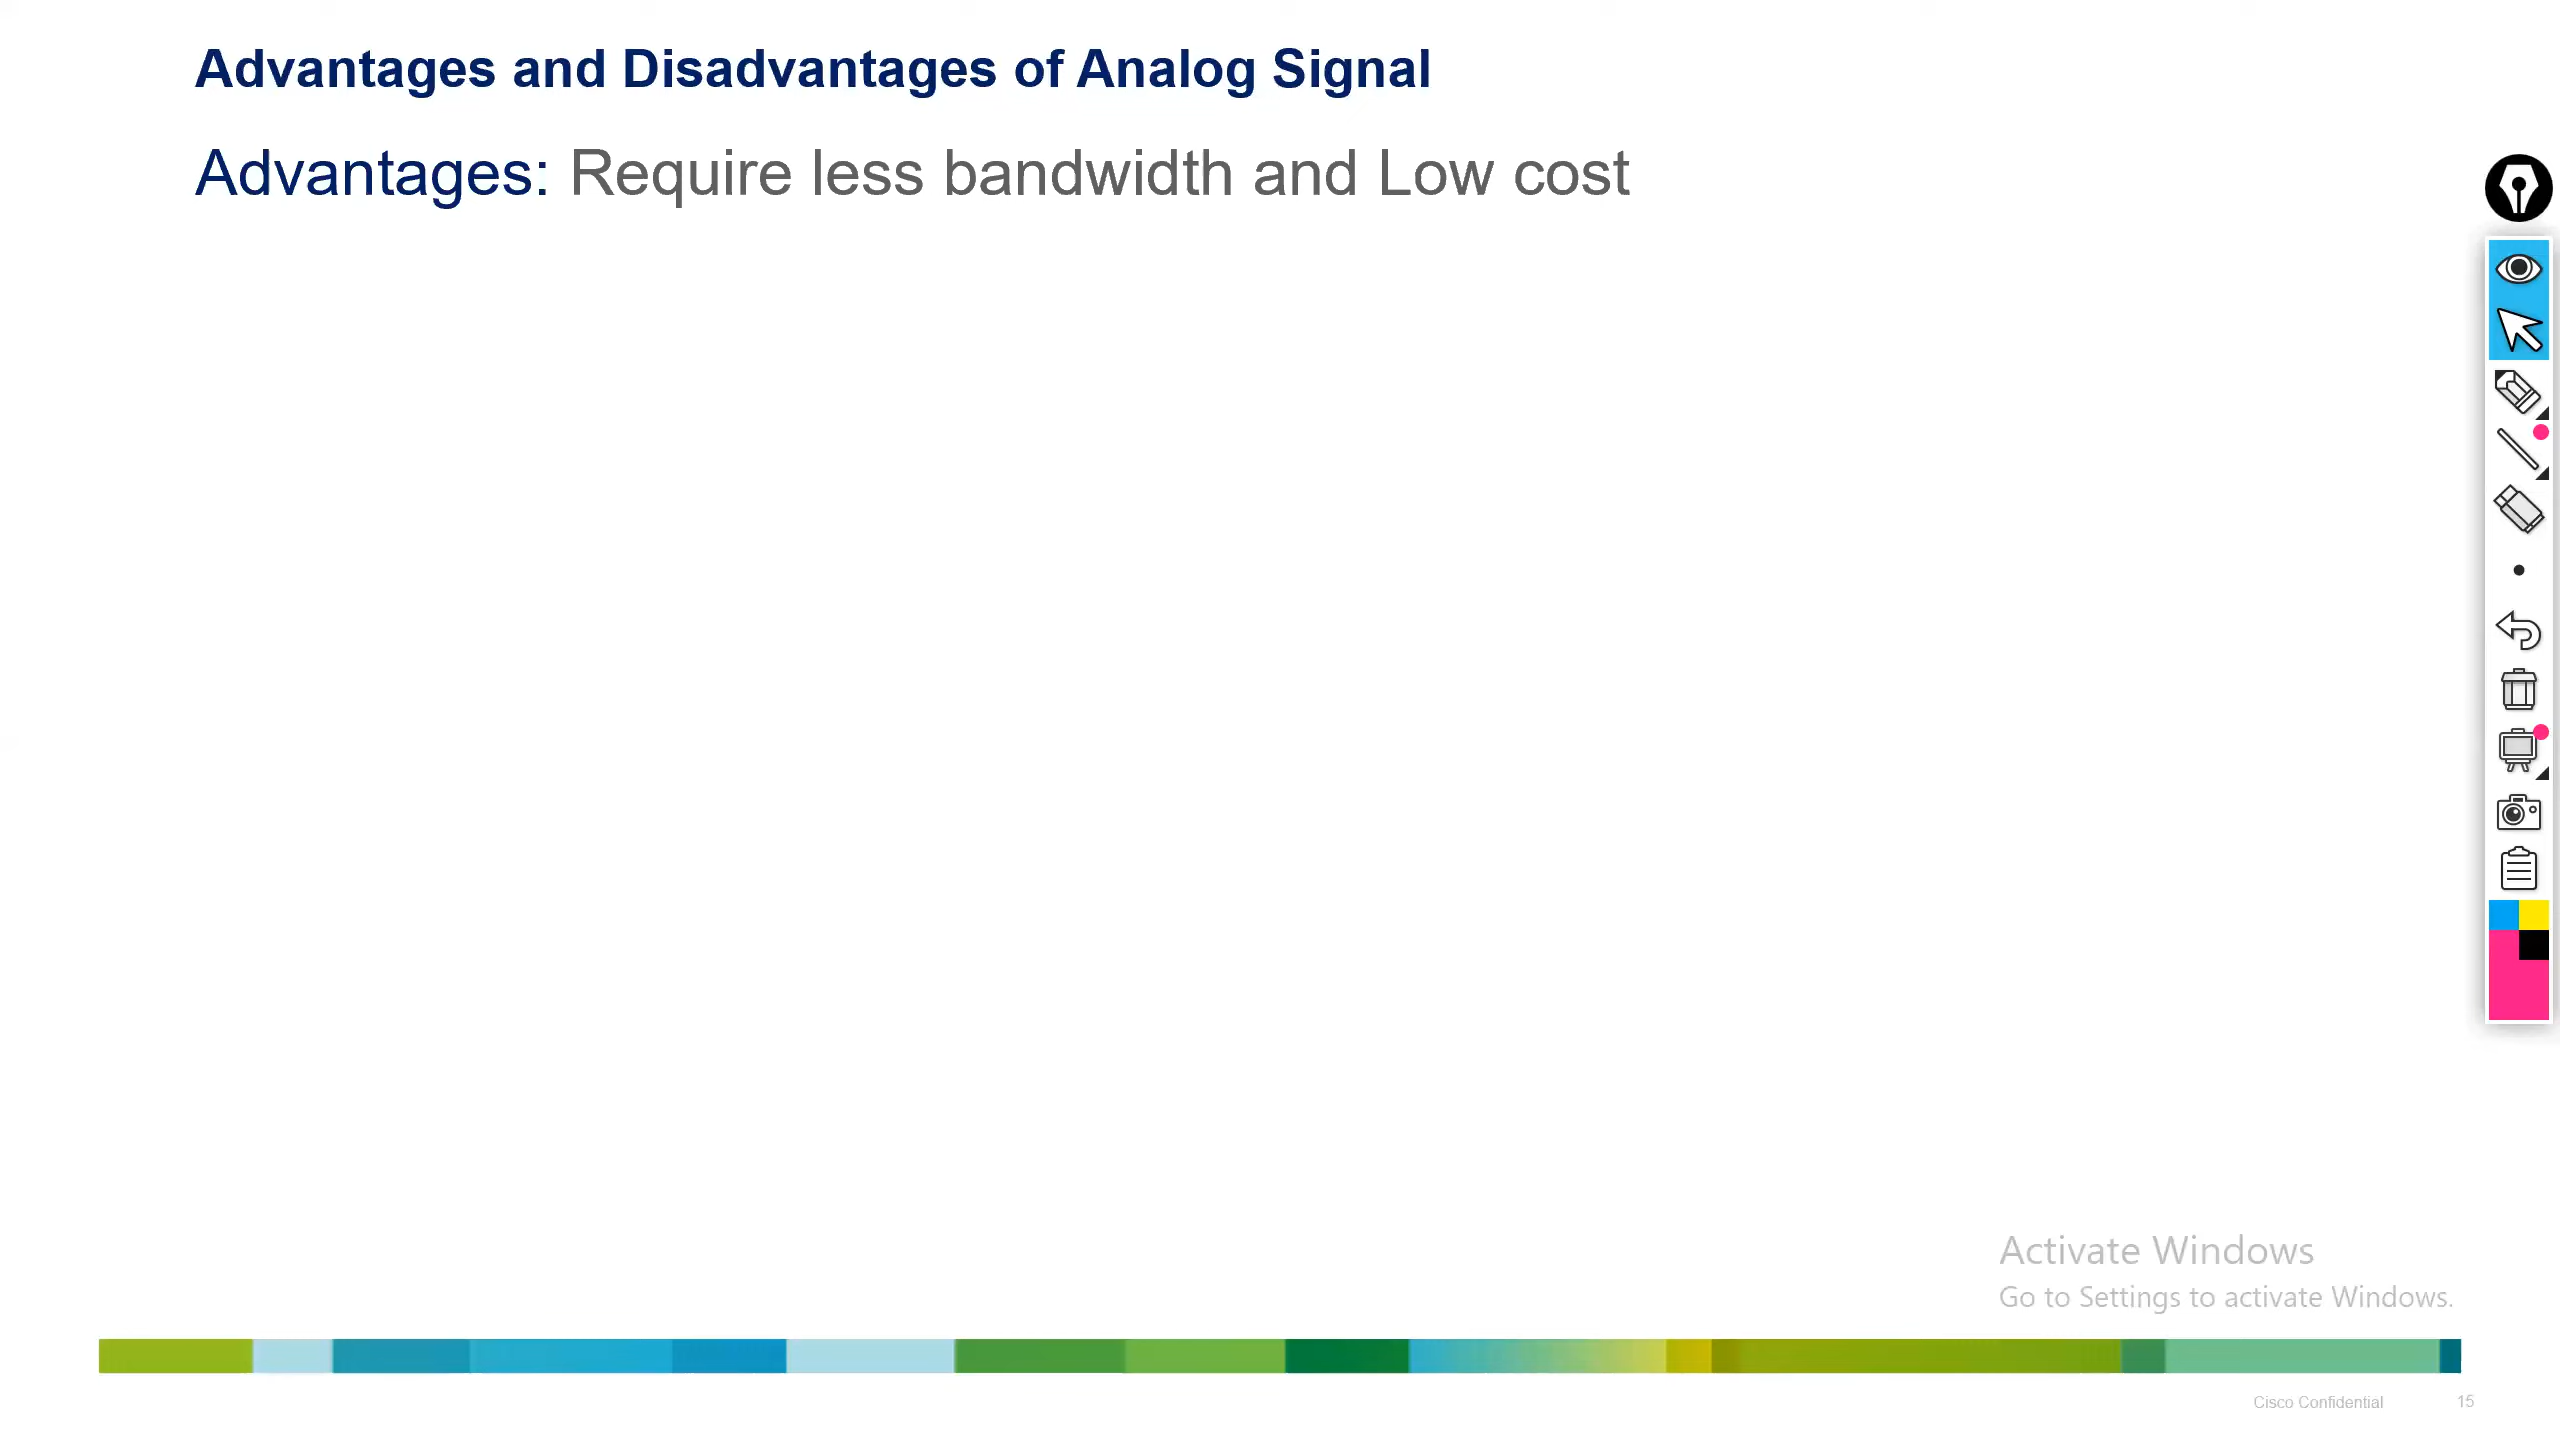 Advantages and Disadvantages of Analog Signal
Advantages: Require less bandwidth and Low cost
Activate Windows
Go to Settings to activate Windows.
Cisco Confidential 15